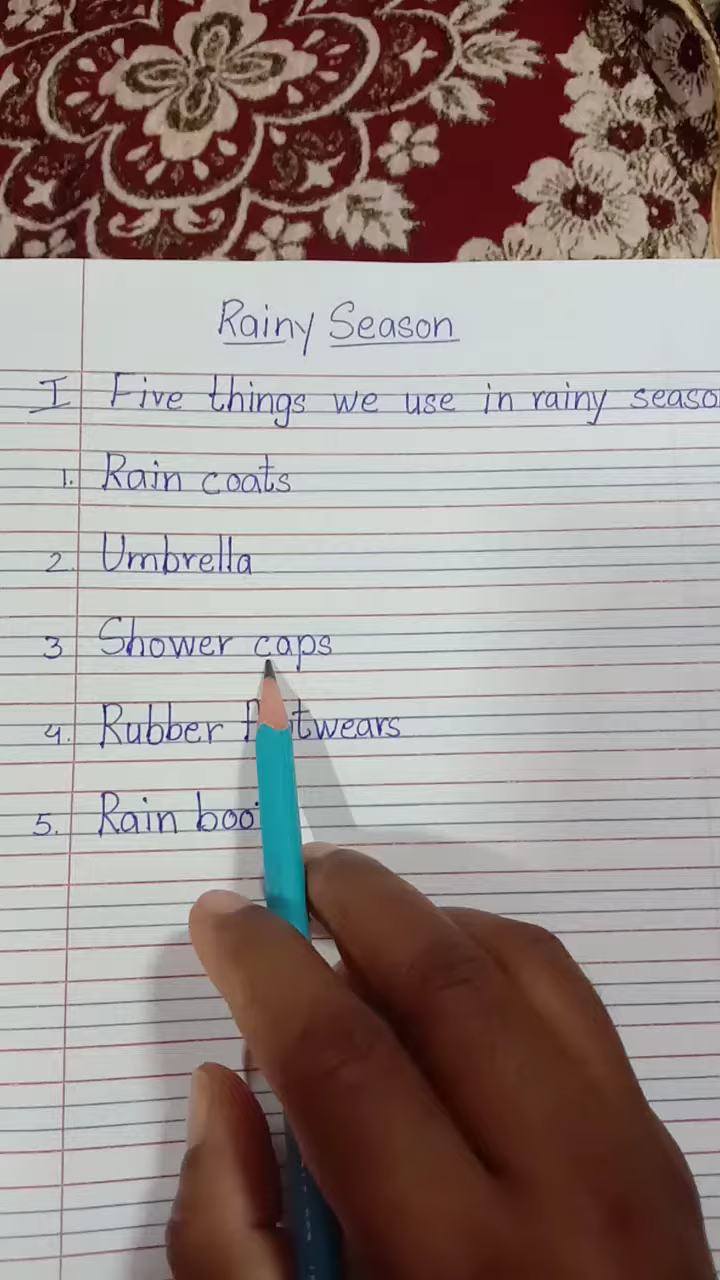 Rainy Season
I Five things we use in rainy seaso
1. Rain coats
2. Umbrella
3 Shower caps
4. Rubber
5. Rain